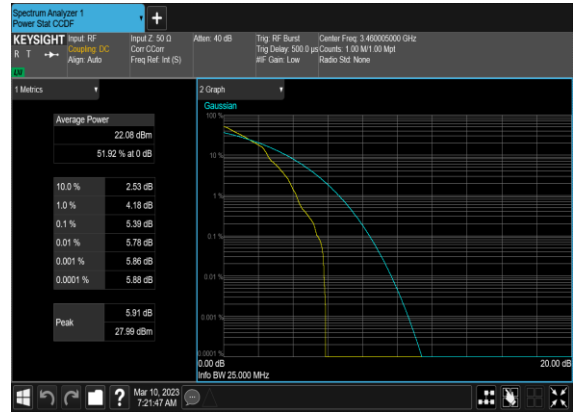 Spectrum Analyzer 1
Power Stat CCDF
+
KEYSIGHT
R T
LXI
Input: RF
Coupling: DC
Align: Auto
Input Z: 50 Ω
Corr CCorr
Freq Ref: Int (S)
Atten: 40 dB
Trig: RF Burst
Trig Delay: 500.0 µs
#IF Gain: Low
Center Freq: 3.460005000 GHz
Counts: 1.00 M/1.00 Mpt
Radio Std: None
1 Metrics
Average Power
22.08 dBm
51.92 % at 0 dB
10.0 % 2.53 dB
1.0 % 4.18 dB
0.1 % 5.39 dB
0.01 % 5.78 dB
0.001 % 5.86 dB
0.0001 % 5.88 dB
Peak
5.91 dB
27.99 dBm
2 Graph
Gaussian
100 %
10 %
1 %
0.1 %
0.01 %
0.001 %
0.0001 %
0.00 dB
20.00 dB
Info BW 25.000 MHz
?
Mar 10, 2023
7:21:47 AM